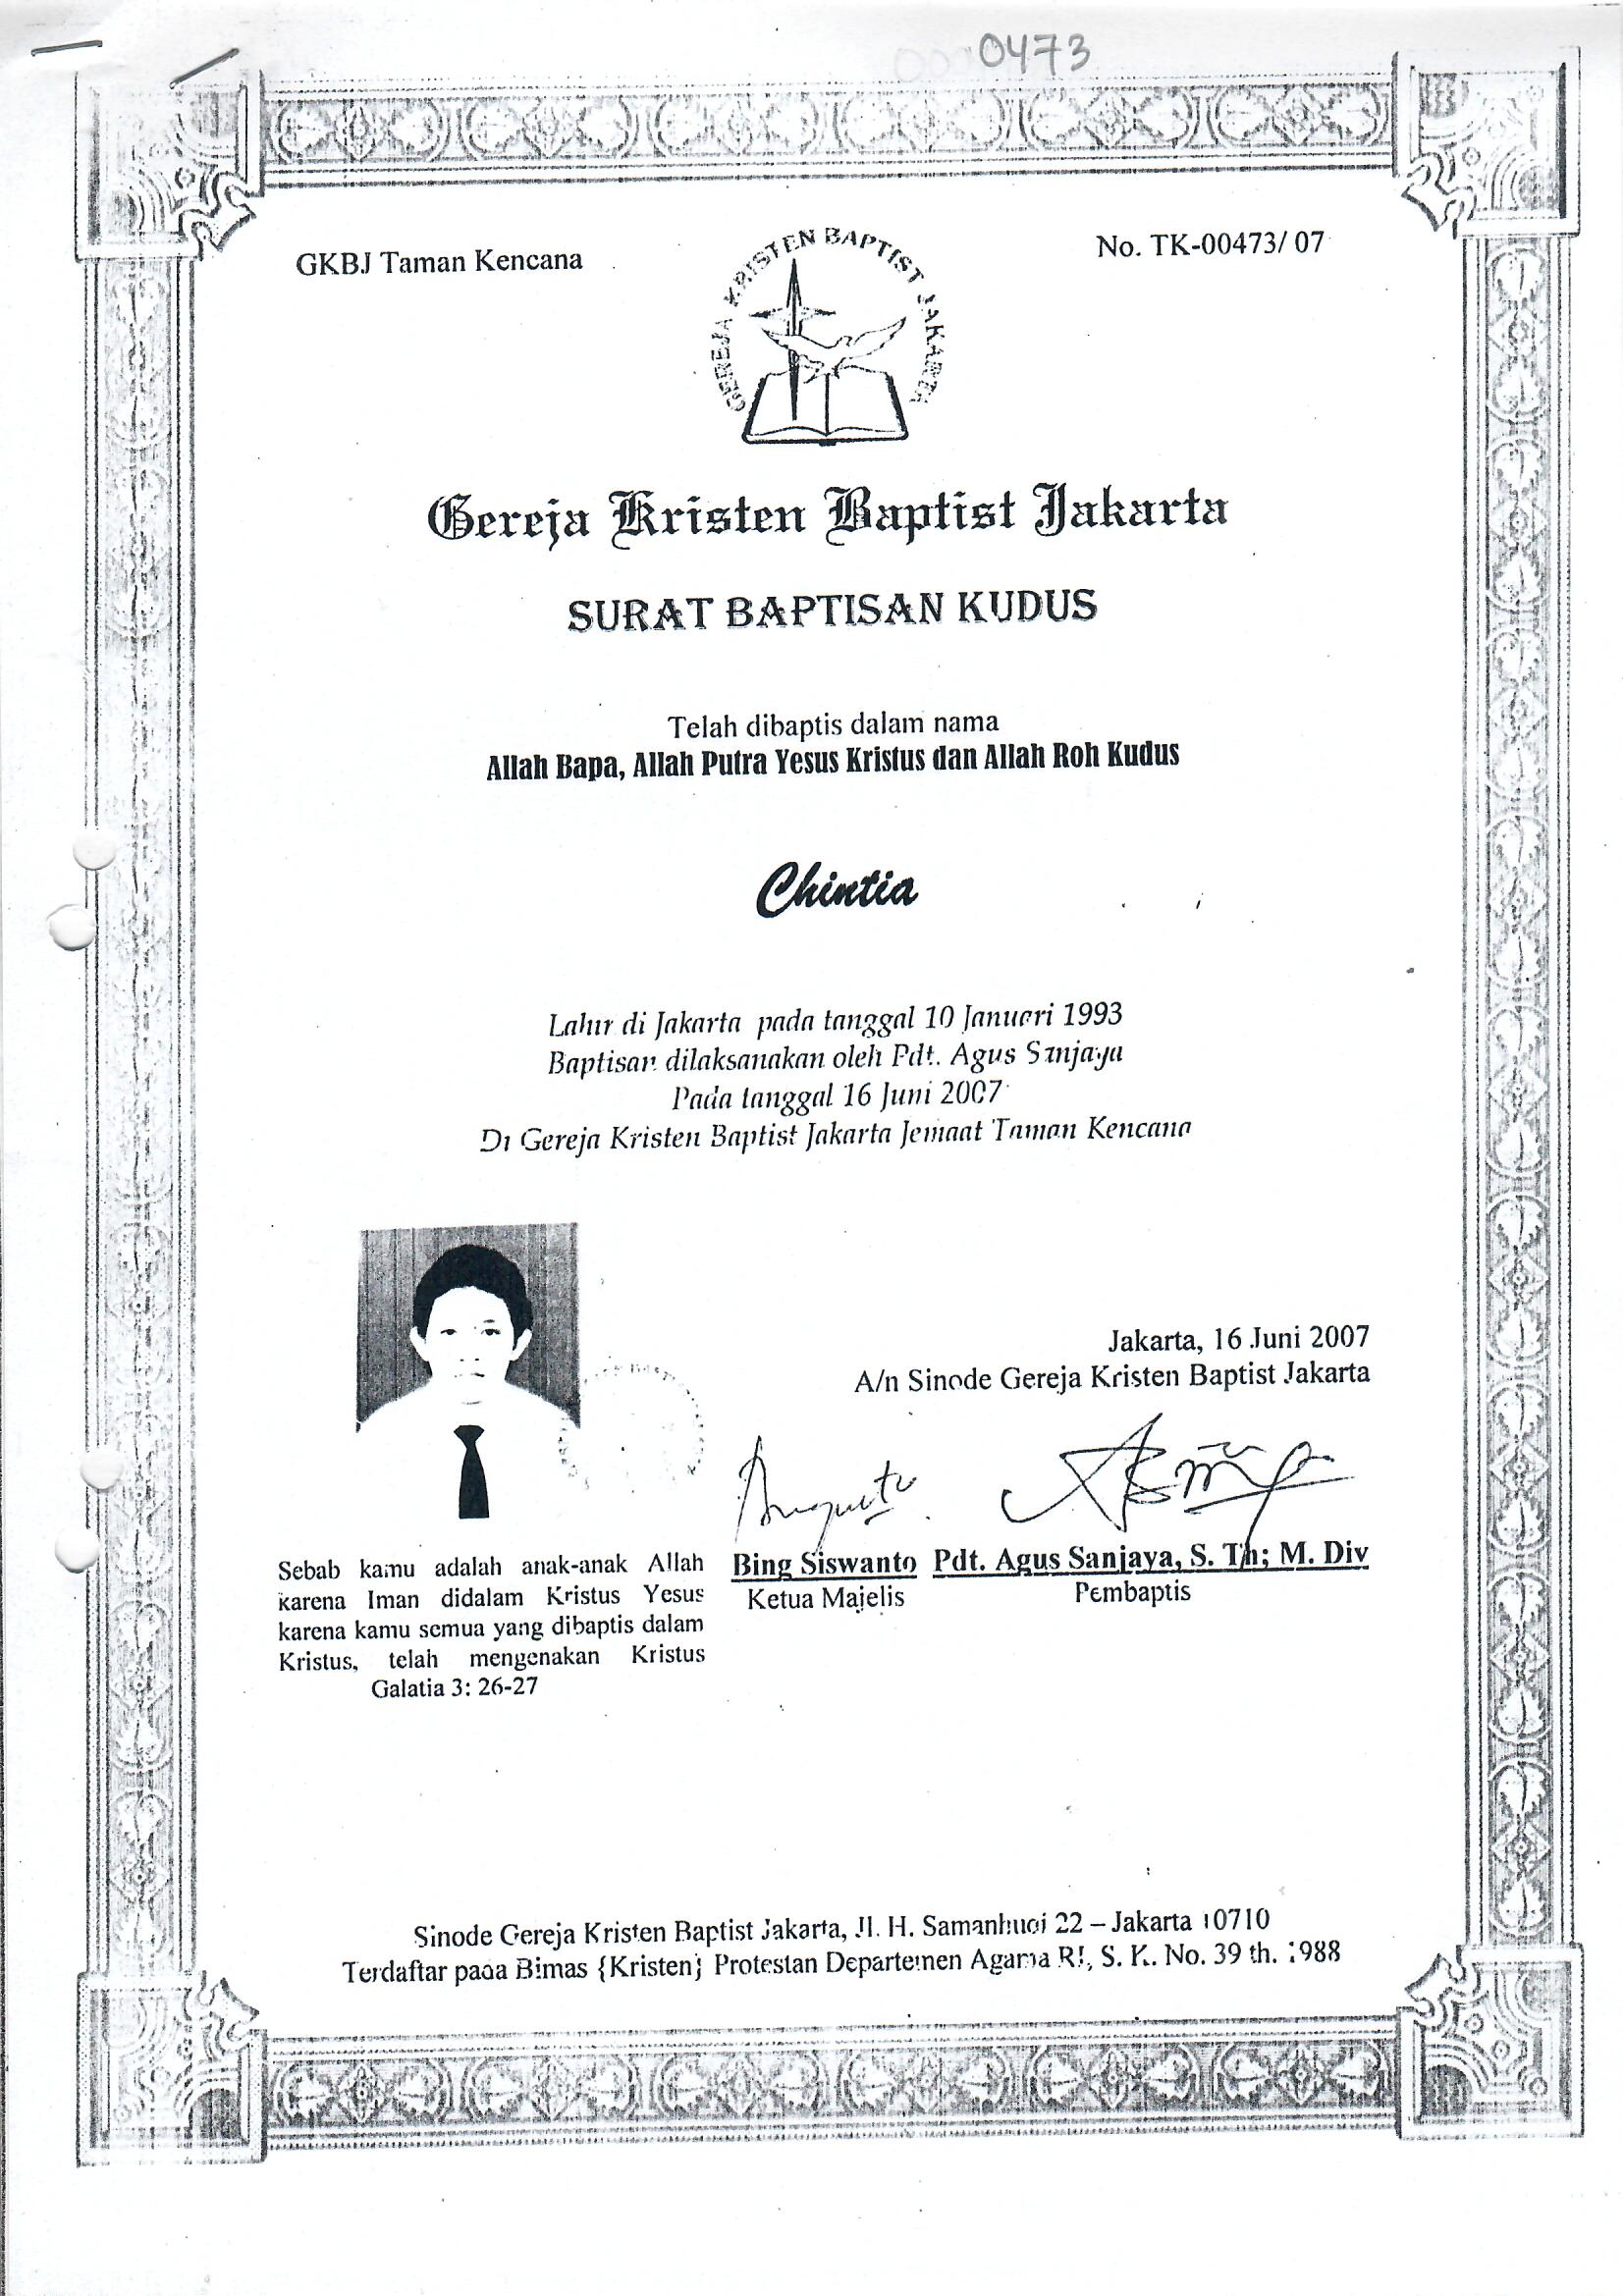 0473
GKBJ Taman Kencana
No. TK-00473/ 07
GEREJA KRISTEN BAPTIST JAKARTA
Gereja Kristen Baptist Jakarta
SURAT BAPTISAN KUDUS
Telah dibaptis dalam nama
Allah Bapa, Allah Putra Yesus Kristus dan Allah Roh Kudus
Chintia
Lahir di Jakarta pada tanggal 10 Januari 1993
Baptisan dilaksanakan oleh Pdt. Agus Sanjaya
Pada tanggal 16 Juni 2007
Di Gereja Kristen Baptist Jakarta Jemaat Taman Kencana
Jakarta, 16 Juni 2007
A/n Sinode Gereja Kristen Baptist Jakarta
Bing Siswanto Pdt. Agus Sanjaya, S. Th; M. Div
Ketua Majelis Pembaptis
Sebab kamu adalah anak-anak Allah
karena Iman didalam Kristus Yesus
karena kamu semua yang dibaptis dalam
Kristus, telah mengenakan Kristus
Galatia 3: 26-27
Sinode Gereja Kristen Baptist Jakarta, Jl. H. Samanhudi 22 – Jakarta 10710
Terdaftar pada Bimas {Kristen} Protestan Departemen Agama RI, S. K. No. 39 th. 1988